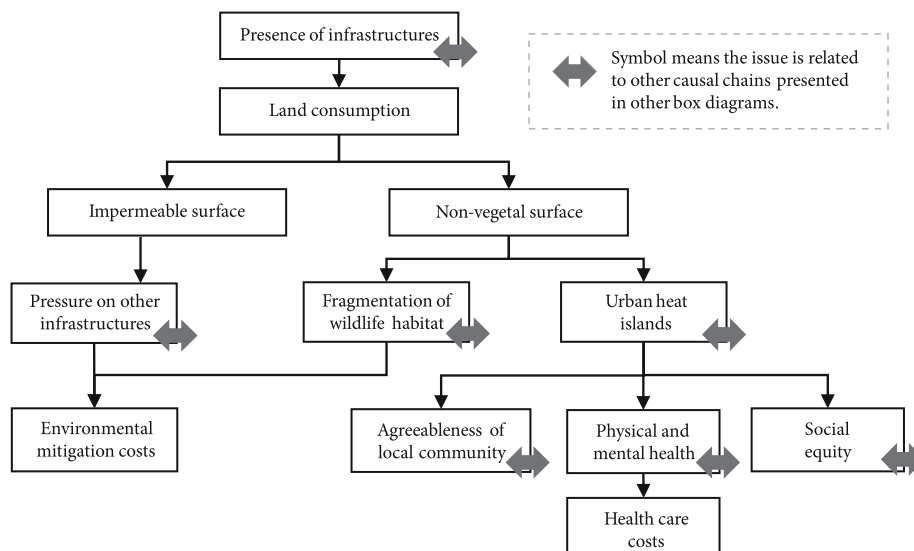 Presence of infrastructures
Symbol means the issue is related
to other causal chains presented
in other box diagrams.
Land consumption
Impermeable surface
Non-vegetal surface
Pressure on other
infrastructures
Fragmentation of
wildlife habitat
Urban heat
islands
Environmental
mitigation costs
Agreeableness of
local community
Physical and
mental health
Social
equity
Health care
costs